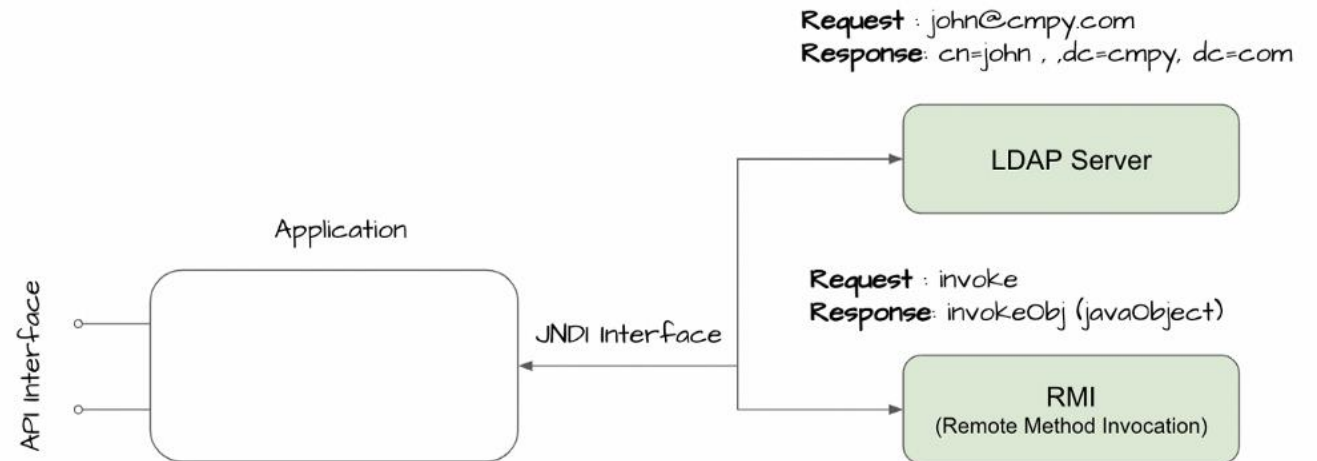 Request : john@cmpy.com
Response: cn=john , ,dc=cmpy, dc=com
LDAP Server
Application
API Interface
JNDI Interface
Request : invoke
Response: invokeObj (javaObject)
RMI
(Remote Method Invocation)